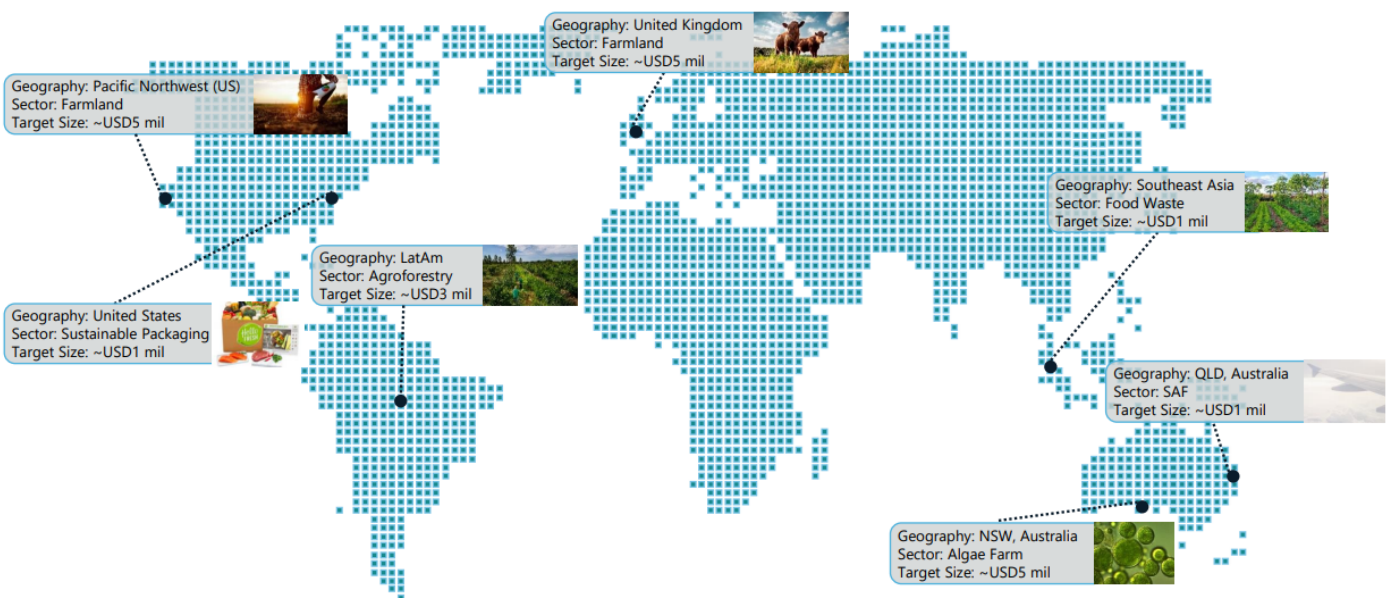 Geography: United Kingdom
Sector: Farmland
Target Size: ~USD5 mil
Geography: Pacific Northwest (US)
Sector: Farmland
Target Size: ~USD5 mil
Geography: Southeast Asia
Sector: Food Waste
Target Size: ~USD1 mil
Geography: LatAm
Sector: Agroforestry
Target Size: ~USD3 mil
Geography: United States
Sector: Sustainable Packaging
Target Size: ~USD1 mil
Geography: QLD, Australia
Sector: SAF
Target Size: ~USD1 mil
Geography: NSW, Australia
Sector: Algae Farm
Target Size: ~USD5 mil